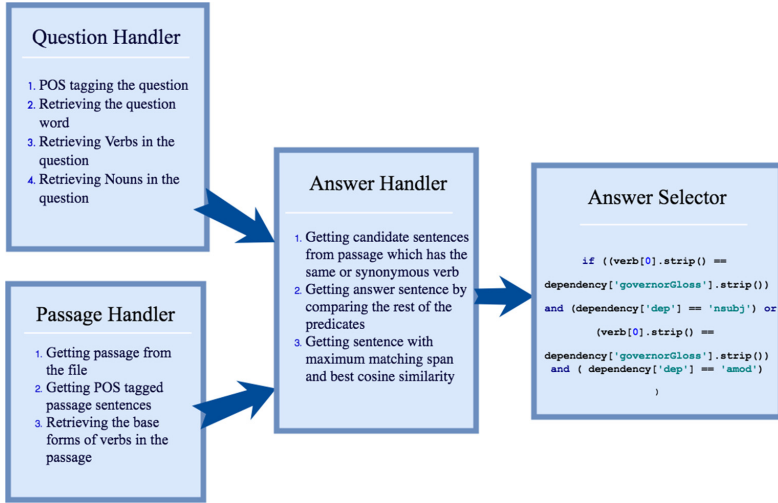 Question Handler
1. POS tagging the question
2. Retrieving the question
word
3. Retrieving Verbs in the
question
4. Retrieving Nouns in the
question
Passage Handler
1. Getting passage from
the file
2. Getting POS tagged
passage sentences
3. Retrieving the base
forms of verbs in the
passage
Answer Handler
1. Getting candidate sentences
from passage which has the
same or synonymous verb
2. Getting answer sentence by
comparing the rest of the
predicates
3. Getting sentence with
maximum matching span
and best cosine similarity
Answer Selector
if ((verb[0].strip() ==
dependency['governorGloss'].strip())
and (dependency['dep'] == 'nsubj') or
(verb[0].strip() ==
dependency['governorGloss'].strip())
and ( dependency['dep'] == 'amod')
)